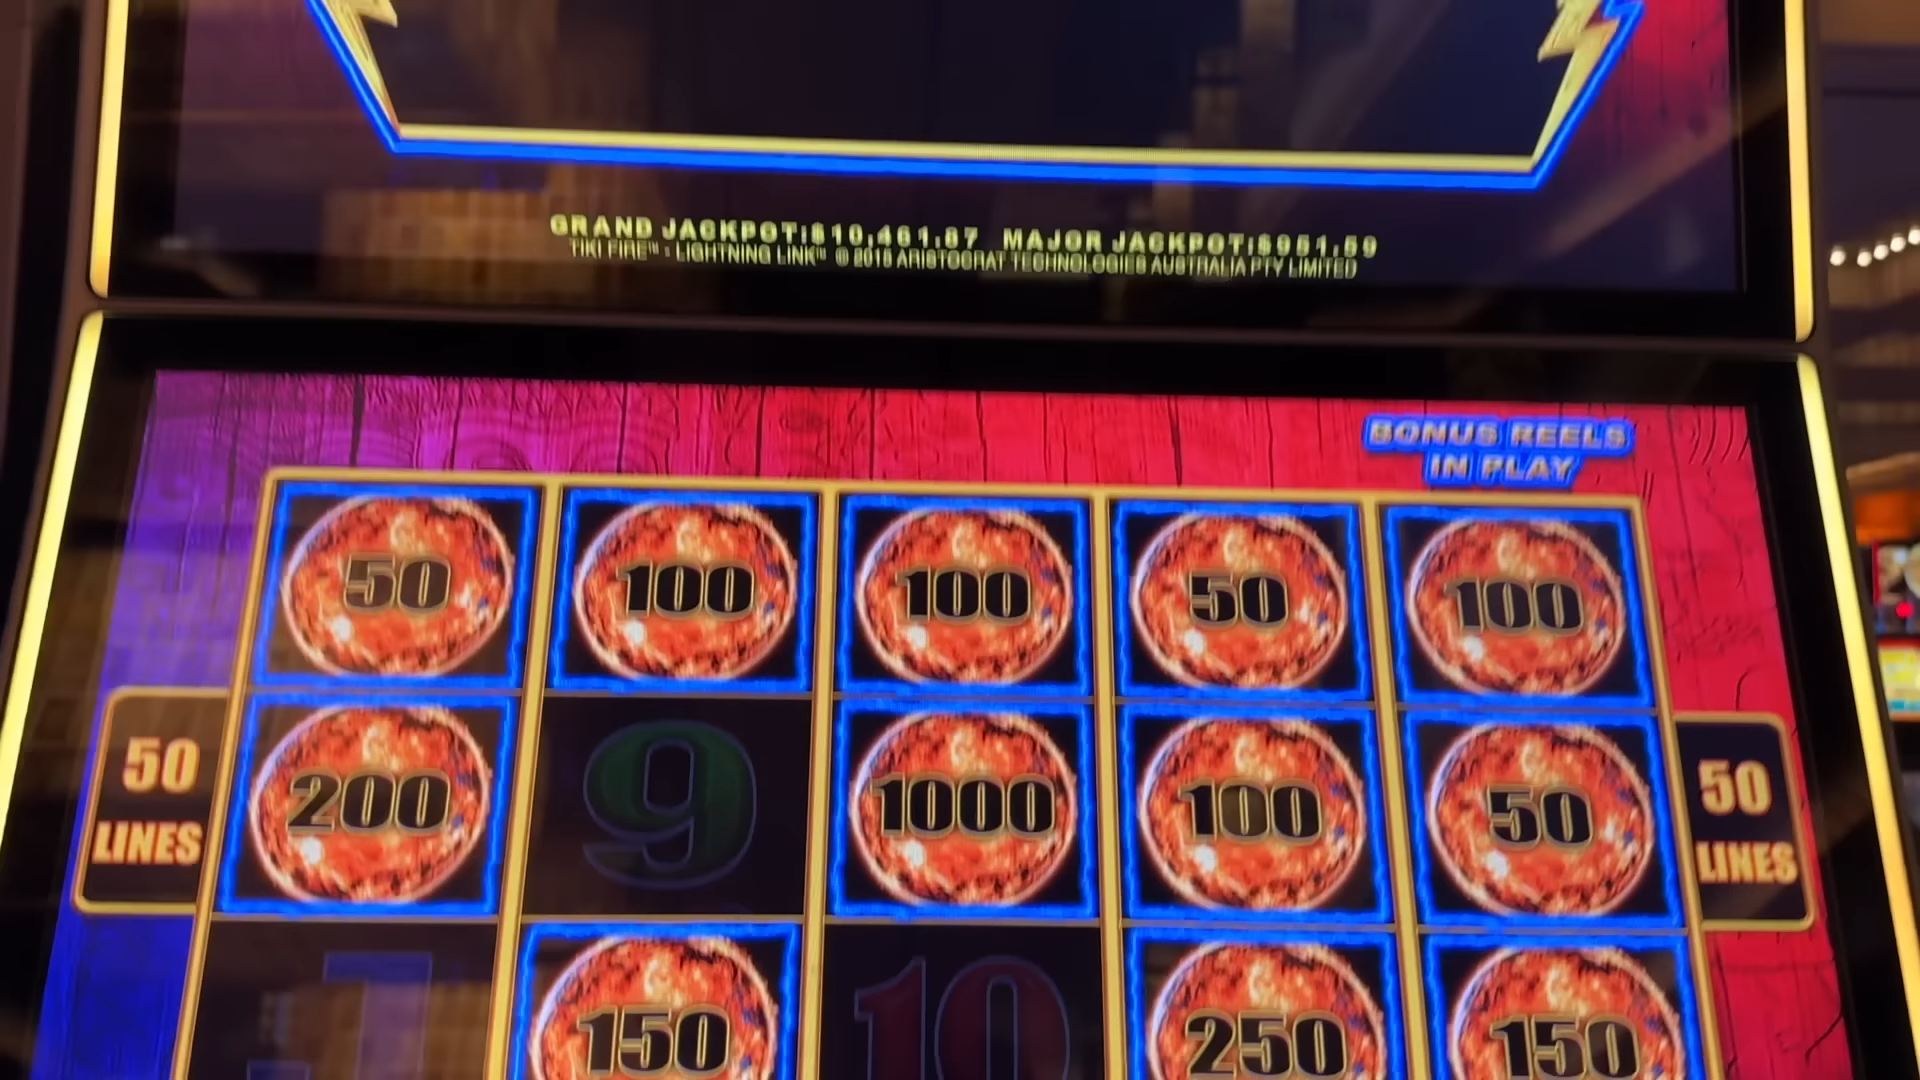 GRAND JACKPOT:$10,461.87 MAJOR JACKPOT:$951.59
TIKI FIRE™ : LIGHTNING LINK™ © 2015 ARISTOCRAT TECHNOLOGIES AUSTRALIA PTY LIMITED
BONUS REELS
IN PLAY
50 100 100 50 100
50 LINES
200 9 1000 100 50
50 LINES
J 150 10 250 150